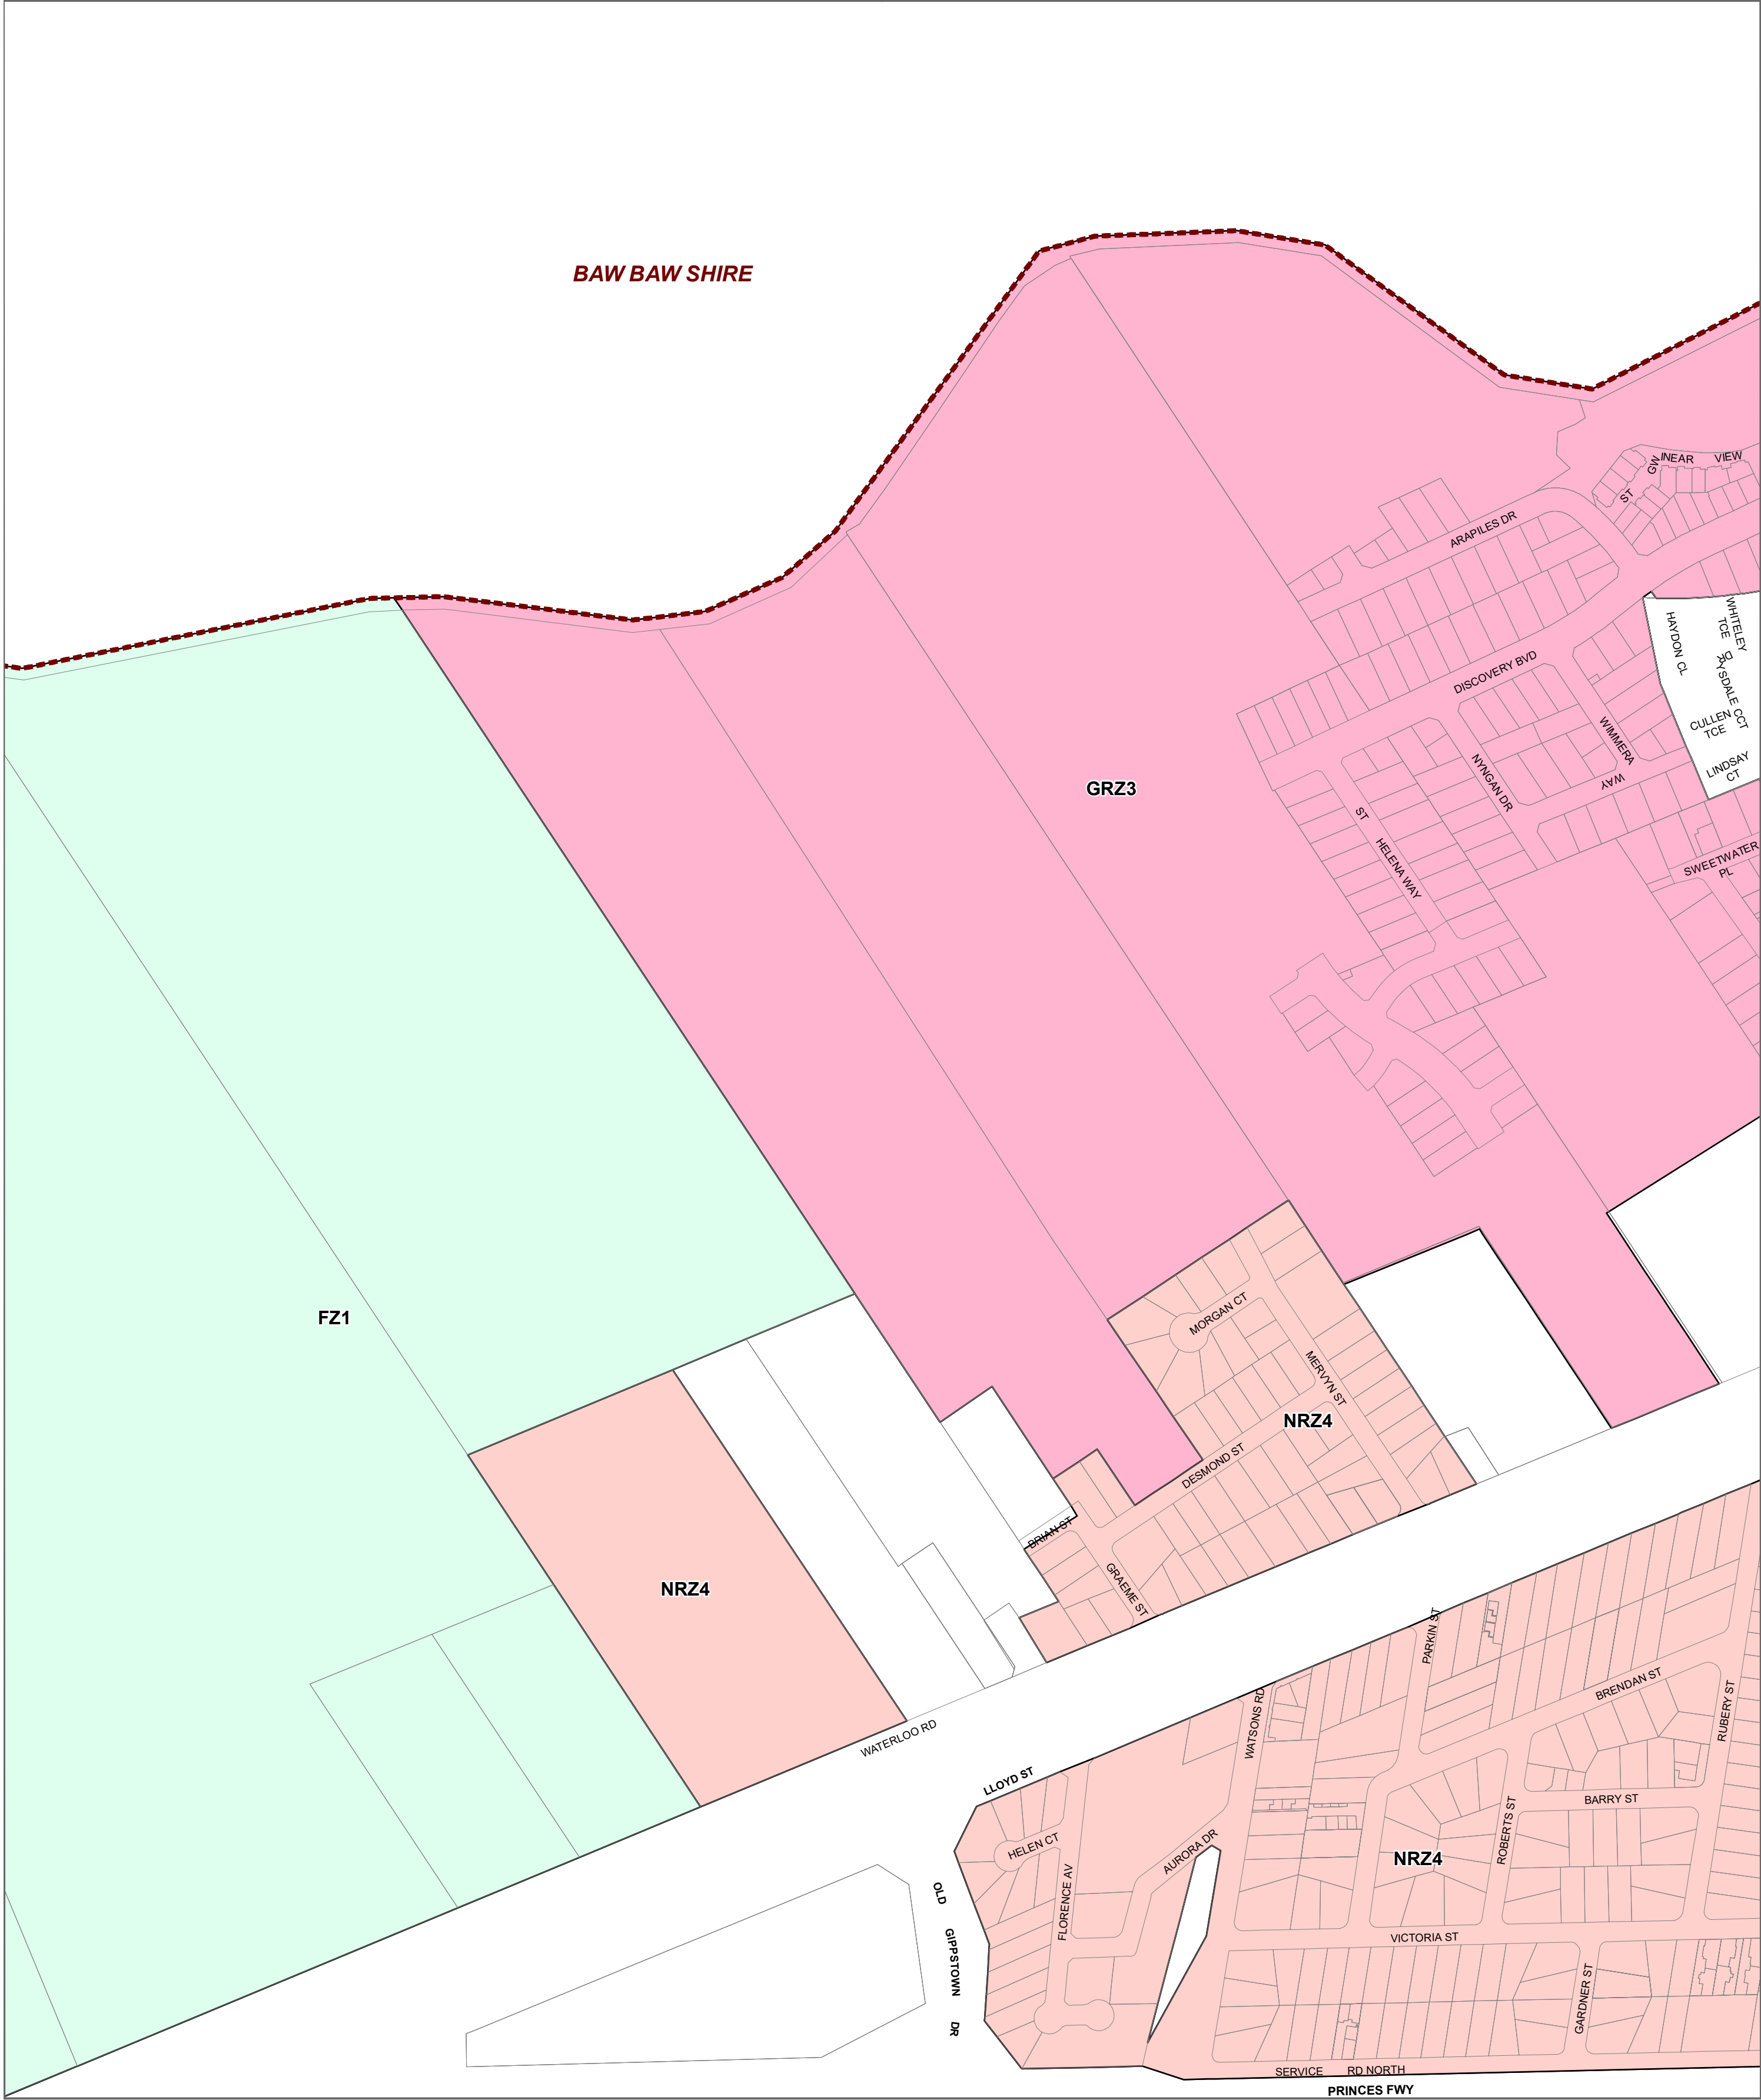 BAW BAW SHIRE
GW
INEAR
VIEW
ST
ARAPILES DR
WHITELEY
TCE
HAYDON CL
DR
YSDALE CCT
DISCOVERY BVD
CULLEN
TCE
WIMMERA
LINDSAY
CT
NYNGAN DR
WAY
GRZ3
ST
HELENA WAY
SWEETWATER
PL
FZ1
MORGAN CT
MERVYN ST
NRZ4
DESMOND ST
BRIAN ST
GRAEME ST
NRZ4
PARKIN ST
BRENDAN ST
RUBERY ST
WATSONS RD
WATERLOO RD
LLOYD ST
BARRY ST
ROBERTS ST
HELEN CT
AURORA DR
NRZ4
FLORENCE AV
OLD
GIPPSTOWN
DR
VICTORIA ST
GARDNER ST
SERVICE
RD NORTH
PRINCES FWY